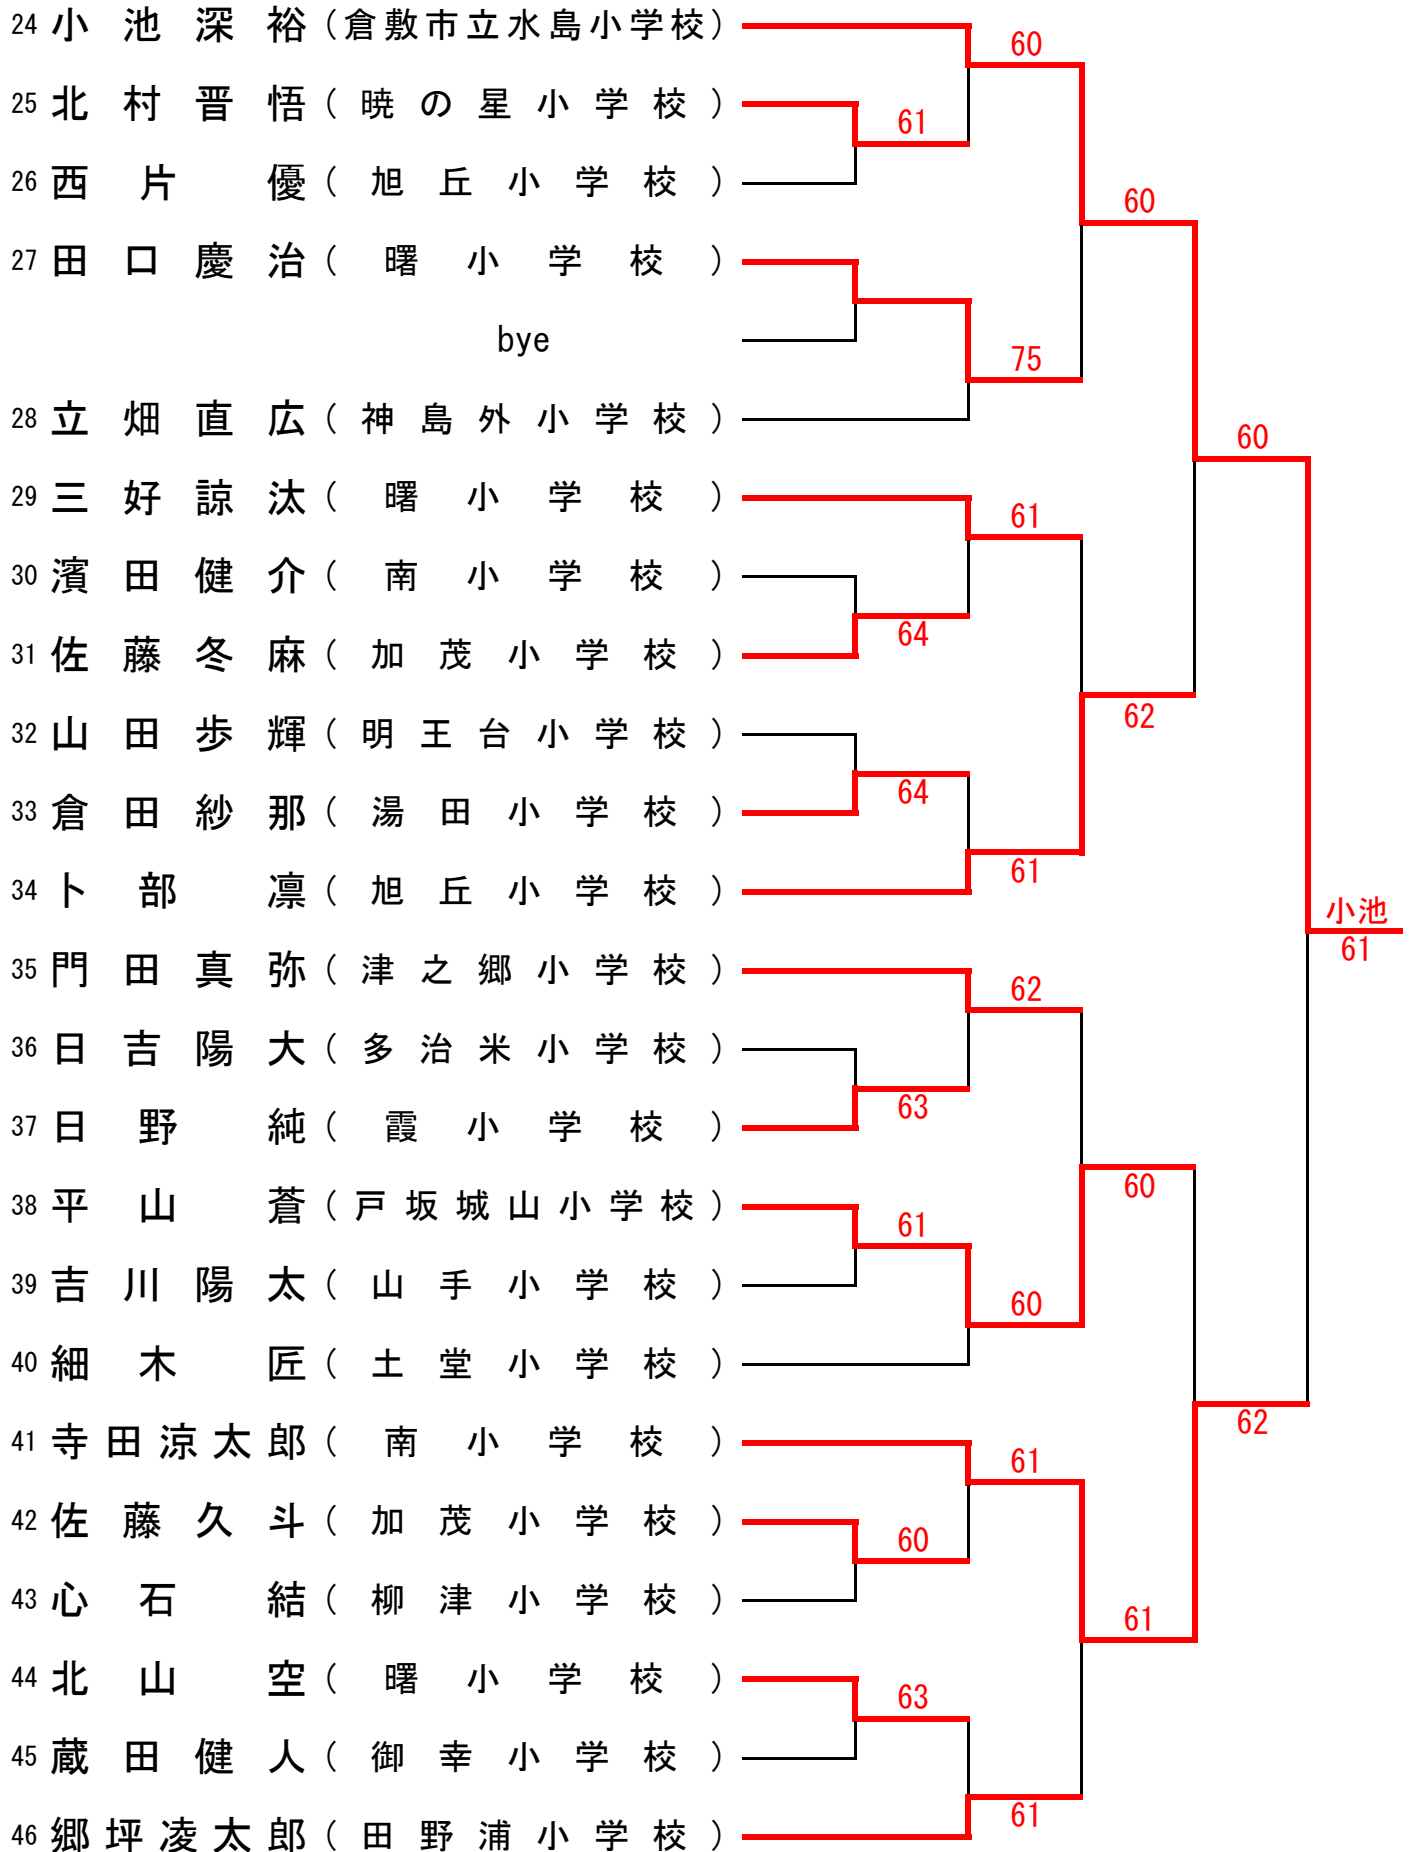 24 小池深裕（倉敷市立水島小学校）
60
25 北村晋悟（暁の星小学校）
61
26 西片優（旭丘小学校）
60
27 田口慶治（曙小学校）
bye
75
28 立畑直広（神島外小学校）
60
29 三好諒汰（曙小学校）
61
30 濱田健介（南小学校）
64
31 佐藤冬麻（加茂小学校）
62
32 山田歩輝（明王台小学校）
64
33 倉田紗那（湯田小学校）
61
34 卜部凛（旭丘小学校）
小池
61
35 門田真弥（津之郷小学校）
62
36 日吉陽大（多治米小学校）
63
37 日野純（霞小学校）
60
38 平山蒼（戸坂城山小学校）
61
39 吉川陽太（山手小学校）
60
40 細木匠（土堂小学校）
62
41 寺田涼太郎（南小学校）
61
42 佐藤久斗（加茂小学校）
60
43 心石結（柳津小学校）
61
44 北山空（曙小学校）
63
45 蔵田健人（御幸小学校）
61
46 郷坪凌太郎（田野浦小学校）